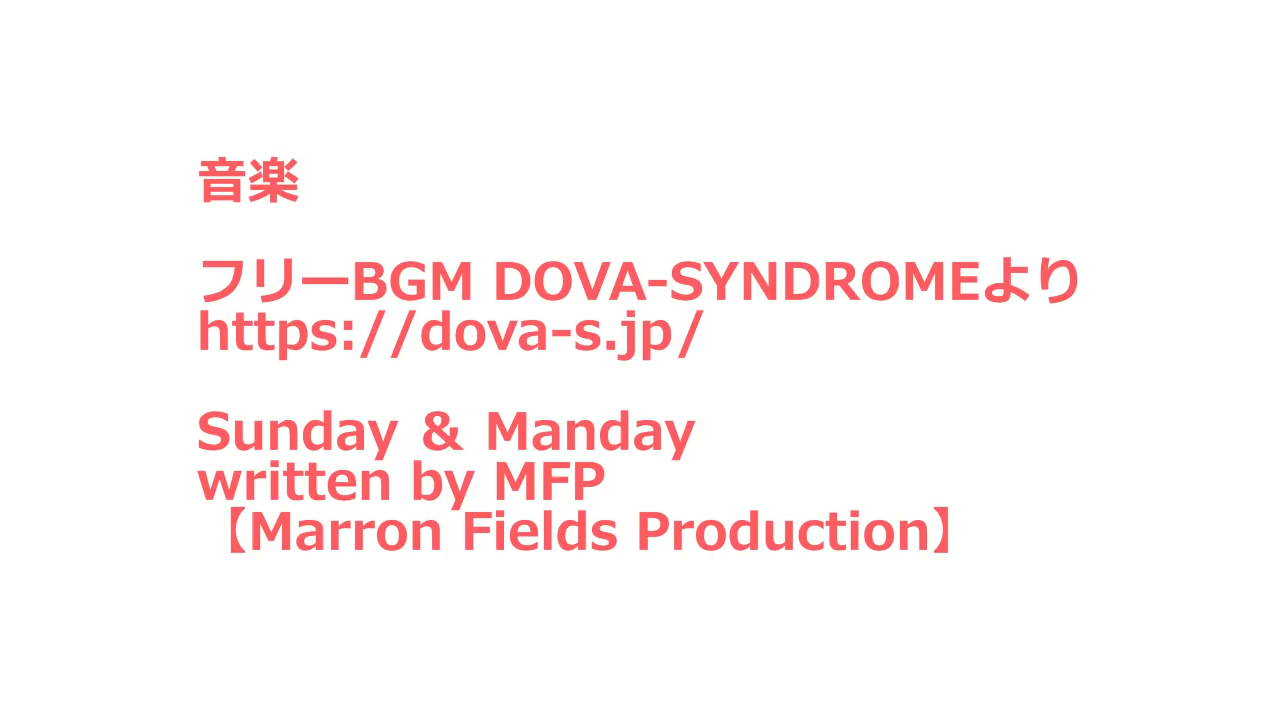 音楽
フリーBGM DOVA-SYNDROMEより
https://dova-s.jp/
Sunday & Manday
written by MFP
【Marron Fields Production】